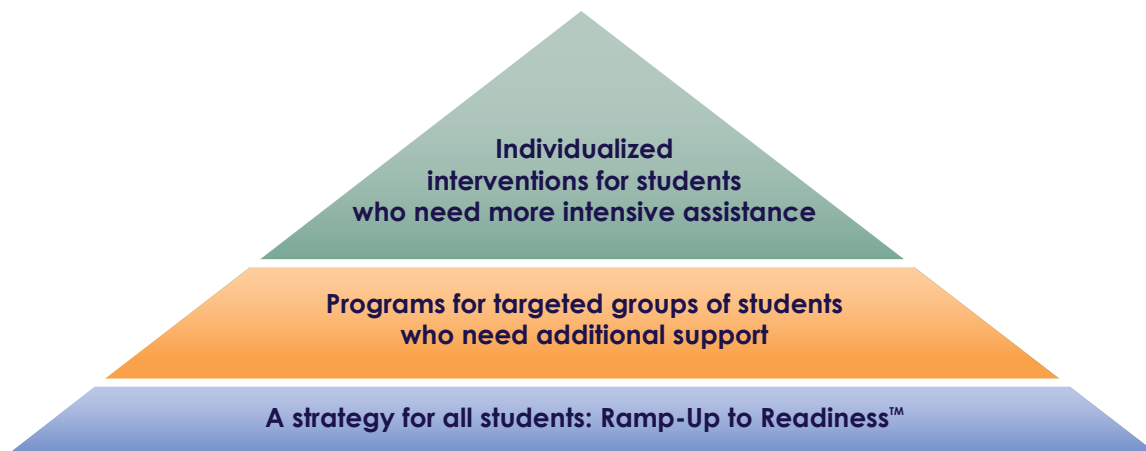 Individualized
interventions for students
who need more intensive assistance
Programs for targeted groups of students
who need additional support
A strategy for all students: Ramp-Up to Readiness™